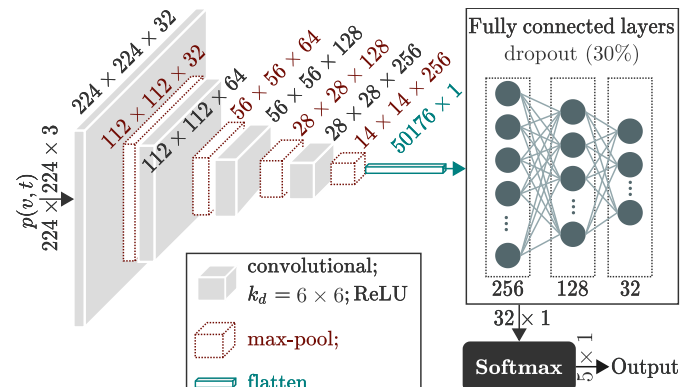 p(v, t)
224 × 224 × 3
224 × 224 × 32
112 × 112 × 32
112 × 112 × 64
56 × 56 × 64
56 × 56 × 128
28 × 28 × 128
28 × 28 × 256
14 × 14 × 256
50176 × 1
Fully connected layers
dropout (30%)
256 128 32
32 × 1
Softmax
5 × 1
Output
convolutional;
k_d = 6 × 6; ReLU
max-pool;
flatten